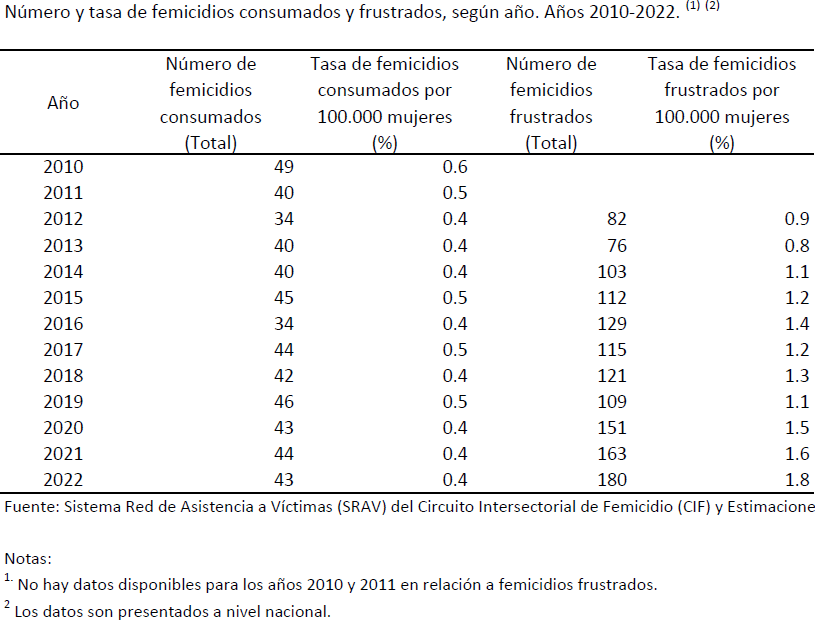 Número y tasa de femicidios consumados y frustrados, según año. Años 2010-2022. (1) (2)
Año Número de femicidios consumados (Total) Tasa de femicidios consumados por 100.000 mujeres (%) Número de femicidios frustrados (Total) Tasa de femicidios frustrados por 100.000 mujeres (%)
2010 49 0.6
2011 40 0.5
2012 34 0.4 82 0.9
2013 40 0.4 76 0.8
2014 40 0.4 103 1.1
2015 45 0.5 112 1.2
2016 34 0.4 129 1.4
2017 44 0.5 115 1.2
2018 42 0.4 121 1.3
2019 46 0.5 109 1.1
2020 43 0.4 151 1.5
2021 44 0.4 163 1.6
2022 43 0.4 180 1.8
Fuente: Sistema Red de Asistencia a Víctimas (SRAV) del Circuito Intersectorial de Femicidio (CIF) y Estimacione
Notas:
1. No hay datos disponibles para los años 2010 y 2011 en relación a femicidios frustrados.
2 Los datos son presentados a nivel nacional.